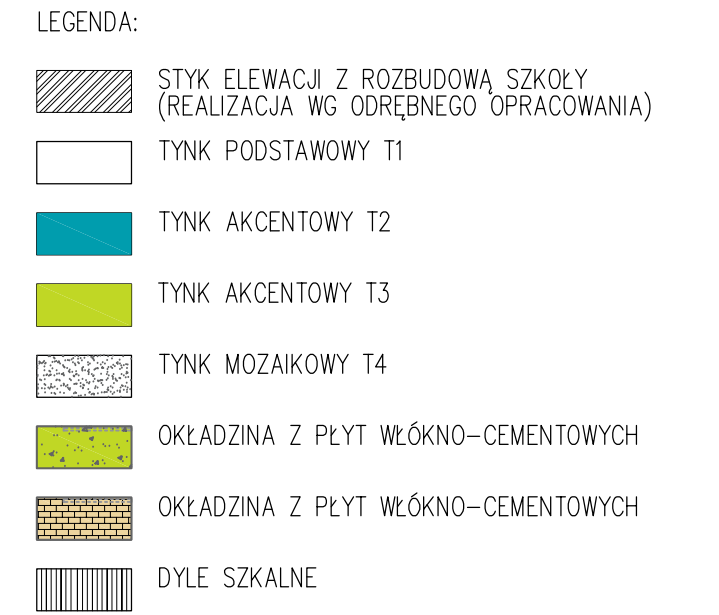 LEGENDA:
STYK ELEWACJI Z ROZBUDOWĄ SZKOŁY
(REALIZACJA WG ODRĘBNEGO OPRACOWANIA)
TYNK PODSTAWOWY T1
TYNK AKCENTOWY T2
TYNK AKCENTOWY T3
TYNK MOZAIKOWY T4
OKŁADZINA Z PŁYT WŁÓKNO-CEMENTOWYCH
OKŁADZINA Z PŁYT WŁÓKNO-CEMENTOWYCH
DYLE SZKALNE